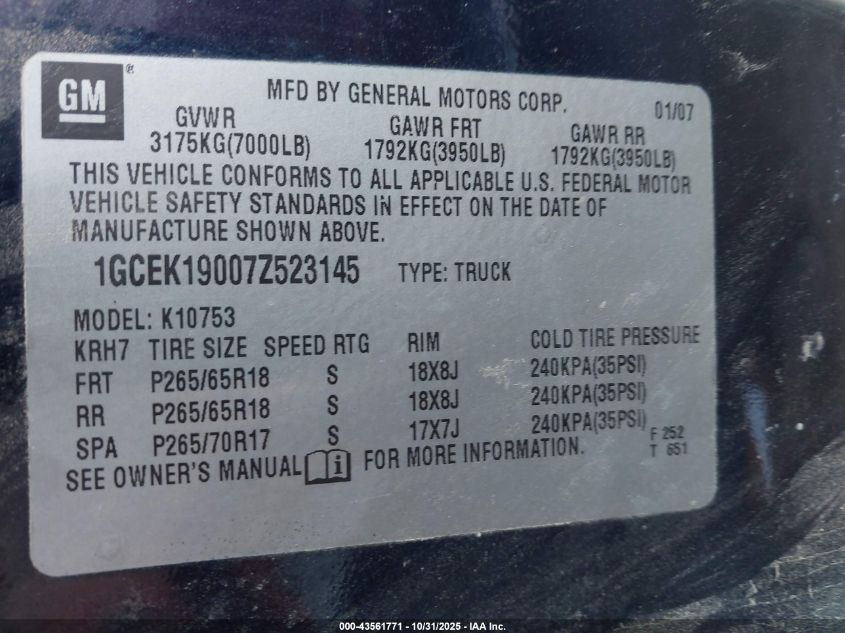 GM®
MFD BY GENERAL MOTORS CORP. 01/07
GVWR GAWR FRT GAWR RR
3175KG(7000LB) 1792KG(3950LB) 1792KG(3950LB)
THIS VEHICLE CONFORMS TO ALL APPLICABLE U.S. FEDERAL MOTOR
VEHICLE SAFETY STANDARDS IN EFFECT ON THE DATE OF
MANUFACTURE SHOWN ABOVE.
1GCEK19007Z523145 TYPE: TRUCK
MODEL: K10753
KRH7 TIRE SIZE SPEED RTG RIM COLD TIRE PRESSURE
FRT P265/65R18 S 18X8J 240KPA(35PSI)
RR P265/65R18 S 18X8J 240KPA(35PSI)
SPA P265/70R17 S 17X7J 240KPA(35PSI)
SEE OWNER'S MANUAL i FOR MORE INFORMATION.
F 252
T 651
000-43561771 - 10/31/2025 - IAA Inc.